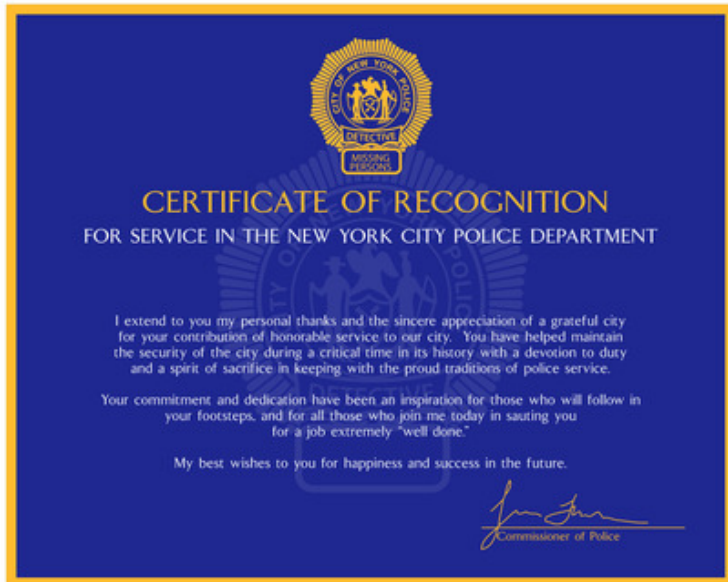 CITY OF NEW YORK POLICE
DETECTIVE
MISSING
PERSONS
CERTIFICATE OF RECOGNITION
FOR SERVICE IN THE NEW YORK CITY POLICE DEPARTMENT
I extend to you my personal thanks and the sincere appreciation of a grateful city
for your contribution of honorable service to our city. You have helped maintain
the security of the city during a critical time in its history with a devotion to duty
and a spirit of sacrifice in keeping with the proud traditions of police service.
Your commitment and dedication have been an inspiration for those who will follow in
your footsteps, and for all those who join me today in sauting you
for a job extremely "well done."
My best wishes to you for happiness and success in the future.
Commissioner of Police